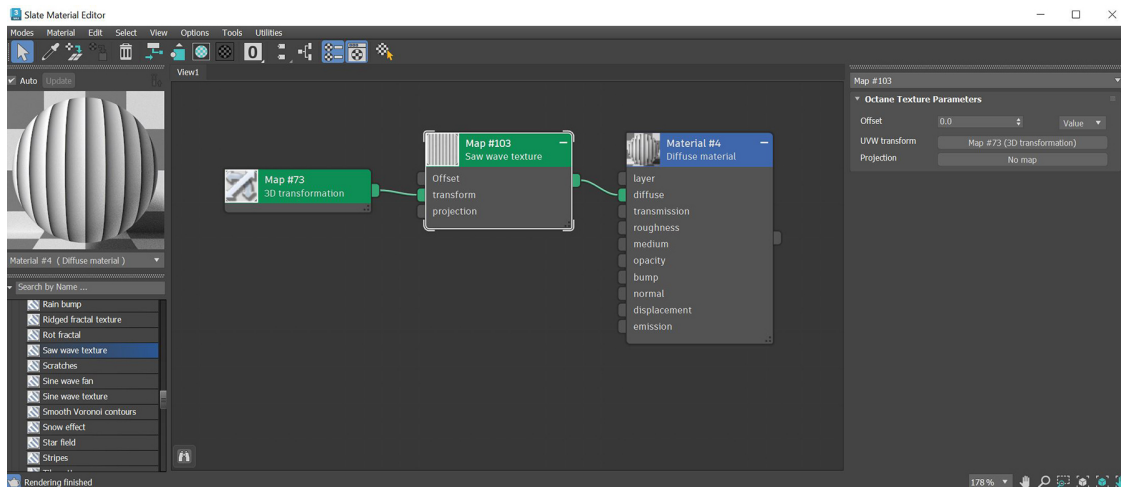 Slate Material Editor
Modes Material Edit Select View Options Tools Utilities
0
View1
Auto Update
Map #103
Octane Texture Parameters
Offset 0.0 Value
UVW transform Map #73 (3D transformation)
Projection No map
Map #73
3D transformation
Map #103
Saw wave texture
Offset
transform
projection
Material #4
Diffuse material
layer
diffuse
transmission
roughness
medium
opacity
bump
normal
displacement
emission
Material #4 ( Diffuse material )
Search by Name ...
Rain bump
Ridged fractal texture
Rot fractal
Saw wave texture
Scratches
Sine wave fan
Sine wave texture
Smooth Voronoi contours
Snow effect
Star field
Stripes
Rendering finished
178%